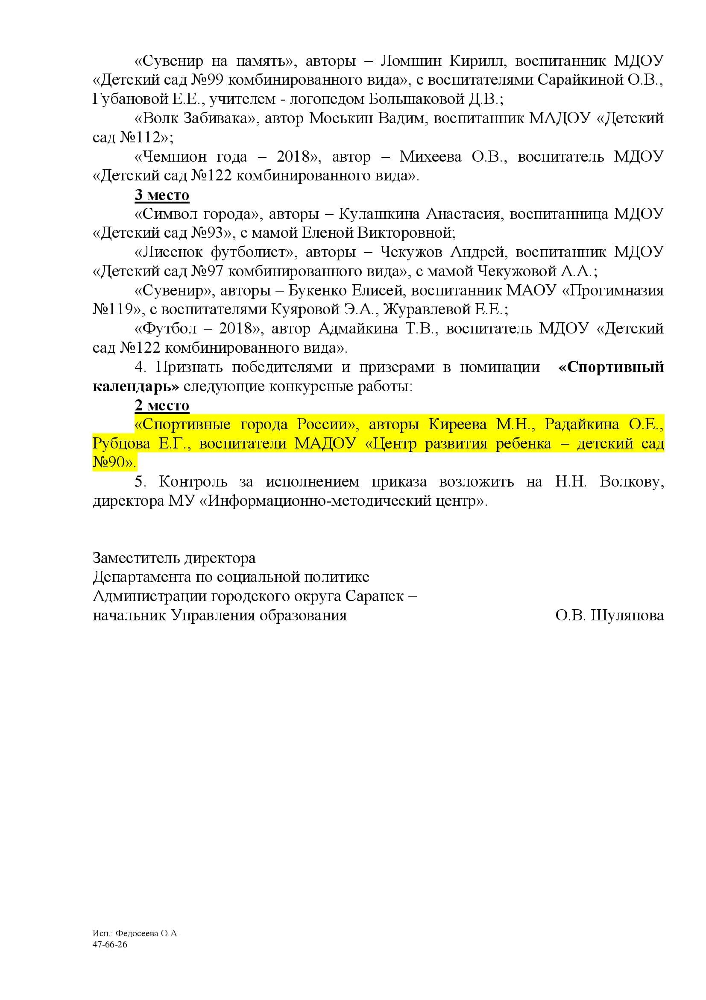 «Сувенир на память», авторы – Ломшин Кирилл, воспитанник МДОУ
«Детский сад №99 комбинированного вида», с воспитателями Сарайкиной О.В.,
Губановой Е.Е., учителем - логопедом Большаковой Д.В.;
«Волк Забивака», автор Моськин Вадим, воспитанник МАДОУ «Детский
сад №112»;
«Чемпион года – 2018», автор – Михеева О.В., воспитатель МДОУ
«Детский сад №122 комбинированного вида».
3 место
«Символ города», авторы – Кулашкина Анастасия, воспитанница МДОУ
«Детский сад №93», с мамой Еленой Викторовной;
«Лисенок футболист», авторы – Чекужов Андрей, воспитанник МДОУ
«Детский сад №97 комбинированного вида», с мамой Чекужовой А.А.;
«Сувенир», авторы – Букенко Елисей, воспитанник МАОУ «Прогимназия
№119», с воспитателями Куяровой Э.А., Журавлевой Е.Е.;
«Футбол – 2018», автор Адмайкина Т.В., воспитатель МДОУ «Детский
сад №122 комбинированного вида».
4. Признать победителями и призерами в номинации «Спортивный
календарь» следующие конкурсные работы:
2 место
«Спортивные города России», авторы Киреева М.Н., Радайкина О.Е.,
Рубцова Е.Г., воспитатели МАДОУ «Центр развития ребенка – детский сад
№90».
5. Контроль за исполнением приказа возложить на Н.Н. Волкову,
директора МУ «Информационно-методический центр».
Заместитель директора
Департамента по социальной политике
Администрации городского округа Саранск –
начальник Управления образования О.В. Шуляпова
Исп.: Федосеева О.А.
47-66-26